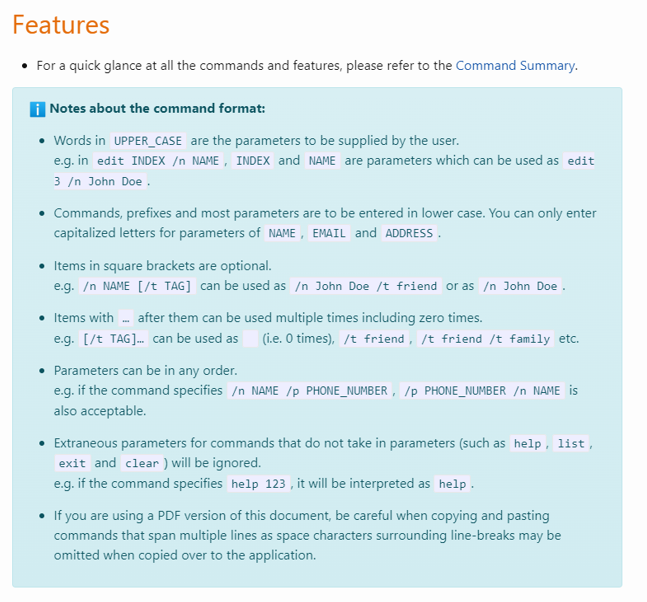 Features
• For a quick glance at all the commands and features, please refer to the Command Summary.
i Notes about the command format:
• Words in UPPER_CASE are the parameters to be supplied by the user.
e.g. in edit INDEX /n NAME, INDEX and NAME are parameters which can be used as edit
3 /n John Doe.
• Commands, prefixes and most parameters are to be entered in lower case. You can only enter
capitalized letters for parameters of NAME, EMAIL and ADDRESS.
• Items in square brackets are optional.
e.g. /n NAME [/t TAG] can be used as /n John Doe /t friend or as /n John Doe.
• Items with … after them can be used multiple times including zero times.
e.g. [/t TAG]… can be used as   (i.e. 0 times), /t friend, /t friend /t family etc.
• Parameters can be in any order.
e.g. if the command specifies /n NAME /p PHONE_NUMBER, /p PHONE_NUMBER /n NAME is
also acceptable.
• Extraneous parameters for commands that do not take in parameters (such as help, list,
exit and clear) will be ignored.
e.g. if the command specifies help 123, it will be interpreted as help.
• If you are using a PDF version of this document, be careful when copying and pasting
commands that span multiple lines as space characters surrounding line-breaks may be
omitted when copied over to the application.